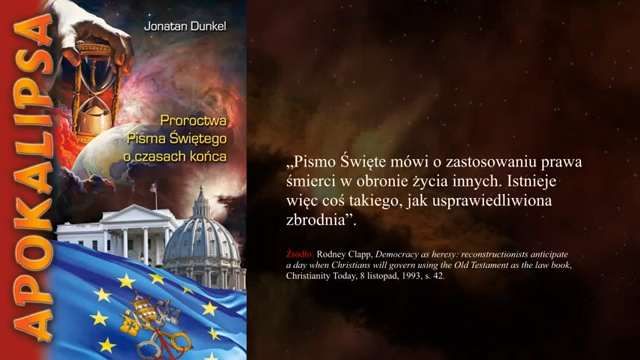 Jonatan Dunkel
APOKALIPSA
Proroctwa
Pisma Świętego
o czasach końca
„Pismo Święte mówi o zastosowaniu prawa
śmierci w obronie życia innych. Istnieje
więc coś takiego, jak usprawiedliwiona
zbrodnia”.
Źródło: Rodney Clapp, Democracy as heresy: reconstructionists anticipate
a day when Christians will govern using the Old Testament as the law book,
Christianity Today, 8 listopad, 1993, s. 42.